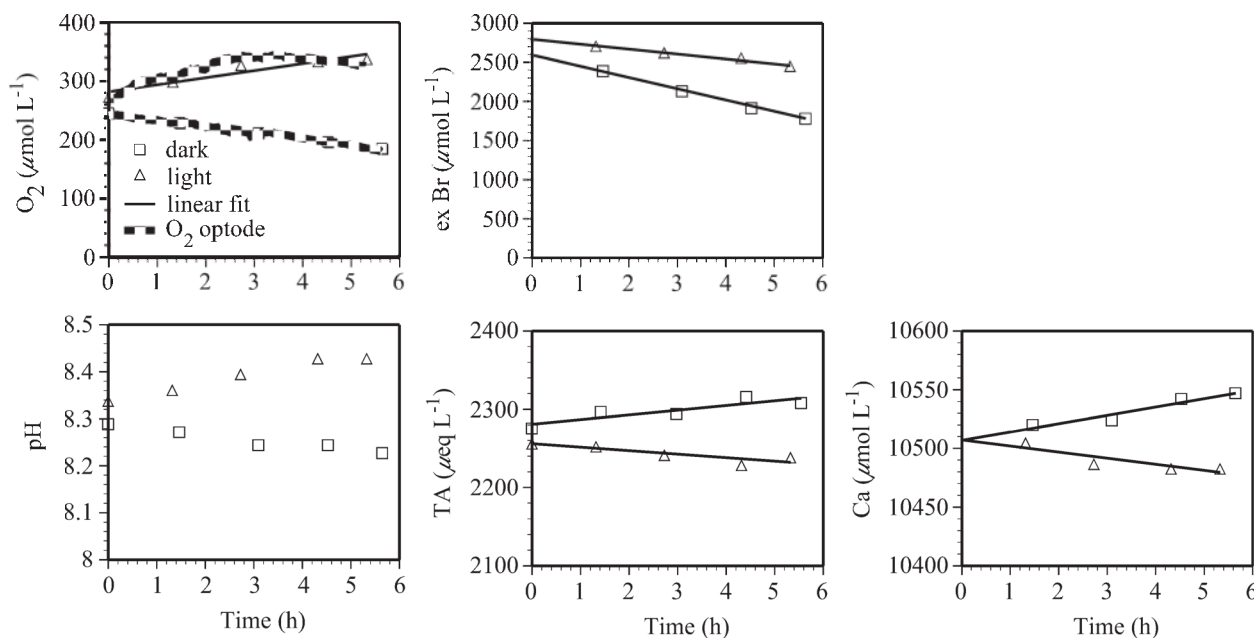 400
300
200
100
0
O2 (μmol L-1)
dark
light
linear fit
O2 optode
0 1 2 3 4 5 6
3000
2500
2000
1500
1000
500
0
ex Br (μmol L-1)
0 1 2 3 4 5 6
8.5
8.4
8.3
8.2
8.1
8
pH
0 1 2 3 4 5 6
Time (h)
2400
2300
2200
2100
TA (μeq L-1)
0 1 2 3 4 5 6
Time (h)
10600
10550
10500
10450
10400
Ca (μmol L-1)
0 1 2 3 4 5 6
Time (h)